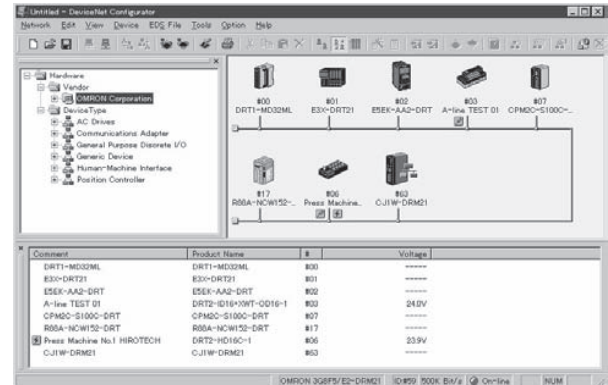 Untitled - DeviceNet Configurator
Network Edit View Device EDS File Tools Option Help
Hardware
Vendor
OMRON Corporation
DeviceType
AC Drives
Communications Adapter
General Purpose Discrete I/O
Generic Device
Human-Machine Interface
Position Controller
#00 #01 #02 #03 #07
DRT1-MD32ML E3X-DRT21 E5EK-AA2-DRT A-line TEST 01 CPM2C-S100C-...
#17 #06 #63
R88A-NCW152-... Press Machine... CJ1W-DRM21
Comment Product Name # Voltage
DRT1-MD32ML DRT1-MD32ML #00 -----
E3X-DRT21 E3X-DRT21 #01 -----
E5EK-AA2-DRT E5EK-AA2-DRT #02 -----
A-line TEST 01 DRT2-ID16+XWT-OD16-1 #03 24.0V
CPM2C-S100C-DRT CPM2C-S100C-DRT #07 -----
R88A-NCW152-DRT R88A-NCW152-DRT #17 -----
Press Machine No.1 HIROTECH DRT2-HD16C-1 #06 23.9V
CJ1W-DRM21 CJ1W-DRM21 #63 -----
OMRON 3G8F5/E2-DRM21 ID:#59 500K Bit/s On-line NUM